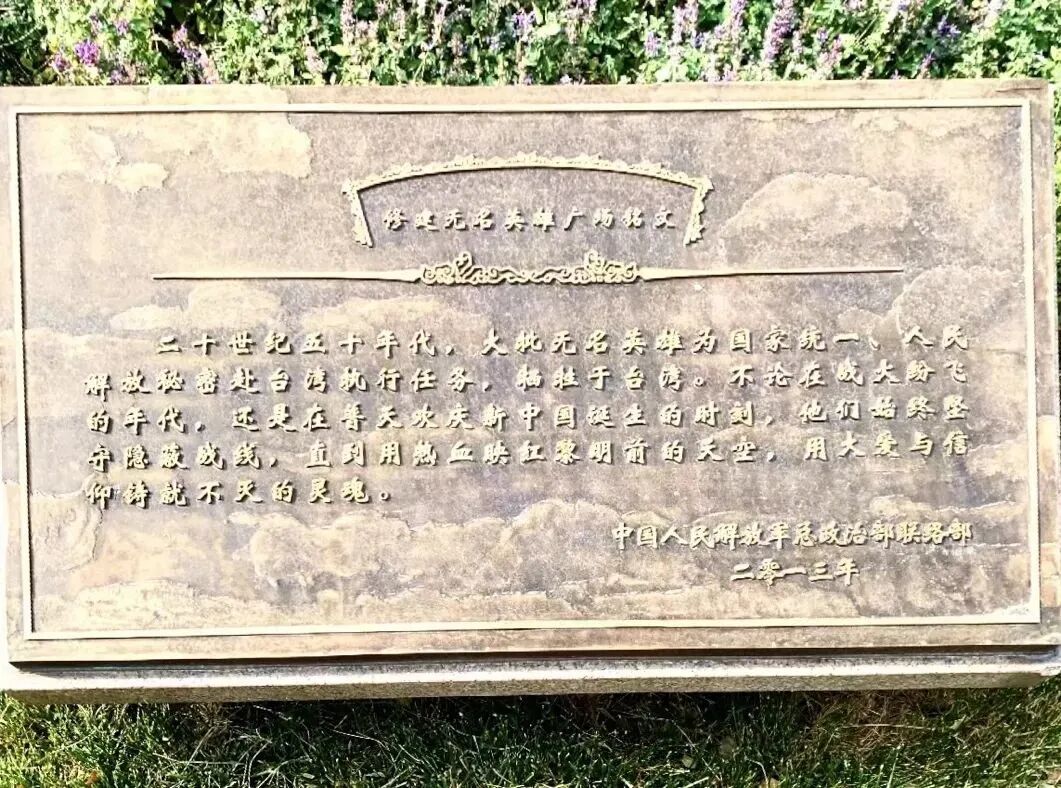 修建无名英雄广场铭文
二十世纪五十年代，大批无名英雄为国家统一、人民
解放秘密赴台湾执行任务，牺牲于台湾。不论在战火纷飞
的年代，还是在普天欢庆新中国诞生的时刻，他们始终坚
守隐蔽战线，直到用热血映红黎明前的天空，用大爱与信
仰铸就不灭的灵魂。
中国人民解放军总政治部联络部
二零一三年